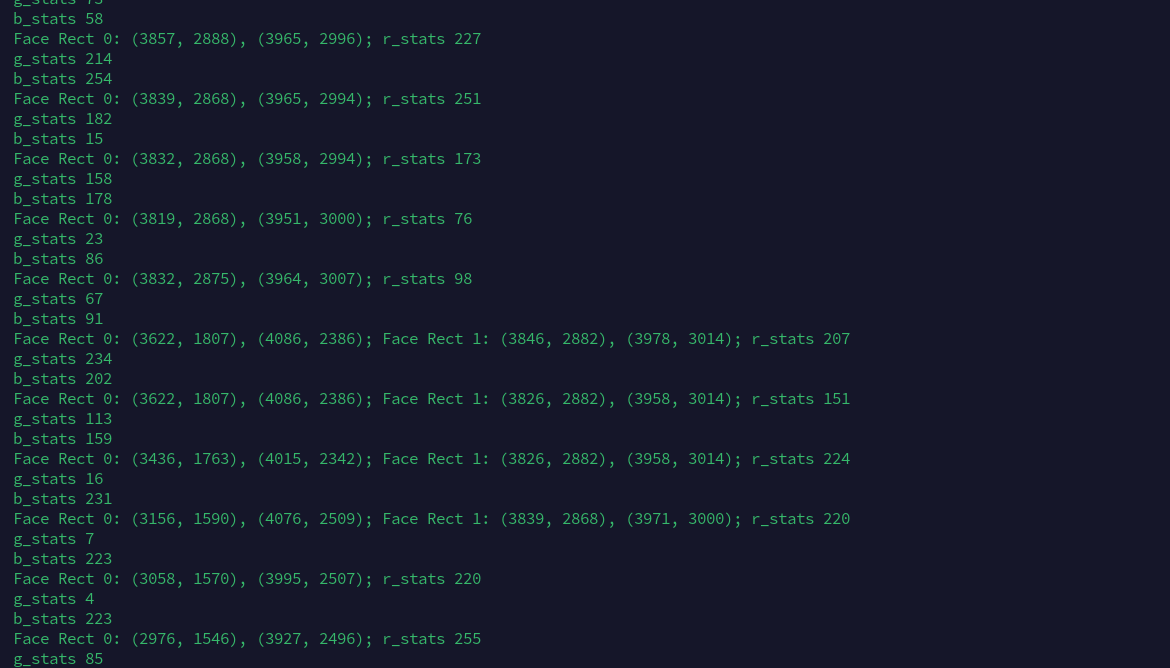 g_stats 75
b_stats 58
Face Rect 0: (3857, 2888), (3965, 2996); r_stats 227
g_stats 214
b_stats 254
Face Rect 0: (3839, 2868), (3965, 2994); r_stats 251
g_stats 182
b_stats 15
Face Rect 0: (3832, 2868), (3958, 2994); r_stats 173
g_stats 158
b_stats 178
Face Rect 0: (3819, 2868), (3951, 3000); r_stats 76
g_stats 23
b_stats 86
Face Rect 0: (3832, 2875), (3964, 3007); r_stats 98
g_stats 67
b_stats 91
Face Rect 0: (3622, 1807), (4086, 2386); Face Rect 1: (3846, 2882), (3978, 3014); r_stats 207
g_stats 234
b_stats 202
Face Rect 0: (3622, 1807), (4086, 2386); Face Rect 1: (3826, 2882), (3958, 3014); r_stats 151
g_stats 113
b_stats 159
Face Rect 0: (3436, 1763), (4015, 2342); Face Rect 1: (3826, 2882), (3958, 3014); r_stats 224
g_stats 16
b_stats 231
Face Rect 0: (3156, 1590), (4076, 2509); Face Rect 1: (3839, 2868), (3971, 3000); r_stats 220
g_stats 7
b_stats 223
Face Rect 0: (3058, 1570), (3995, 2507); r_stats 220
g_stats 4
b_stats 223
Face Rect 0: (2976, 1546), (3927, 2496); r_stats 255
g_stats 85